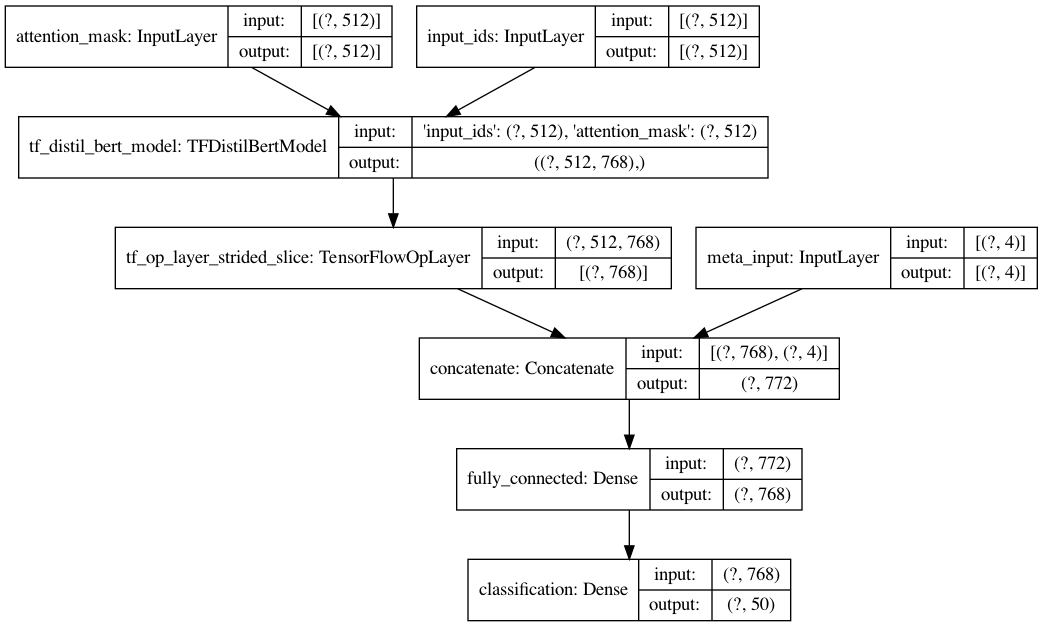 attention_mask: InputLayer
input: [(?, 512)]
output: [(?, 512)]
input_ids: InputLayer
input: [(?, 512)]
output: [(?, 512)]
tf_distil_bert_model: TFDistilBertModel
input: 'input_ids': (?, 512), 'attention_mask': (?, 512)
output: ((?, 512, 768),)
tf_op_layer_strided_slice: TensorFlowOpLayer
input: (?, 512, 768)
output: [(?, 768)]
meta_input: InputLayer
input: [(?, 4)]
output: [(?, 4)]
concatenate: Concatenate
input: [(?, 768), (?, 4)]
output: (?, 772)
fully_connected: Dense
input: (?, 772)
output: (?, 768)
classification: Dense
input: (?, 768)
output: (?, 50)